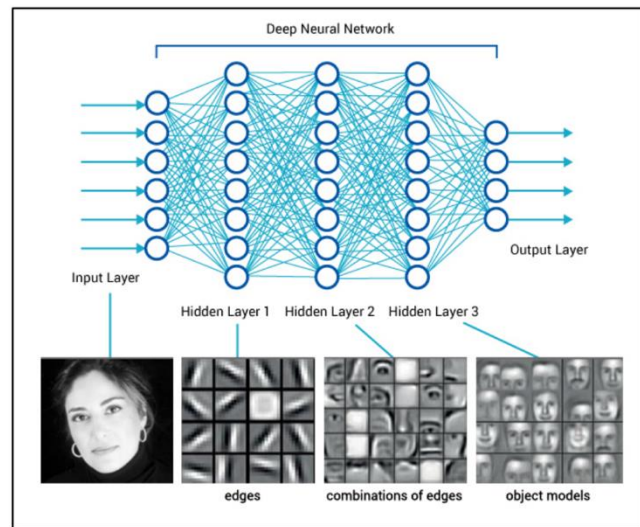 Deep Neural Network
Input Layer
Output Layer
Hidden Layer 1
Hidden Layer 2
Hidden Layer 3
edges
combinations of edges
object models